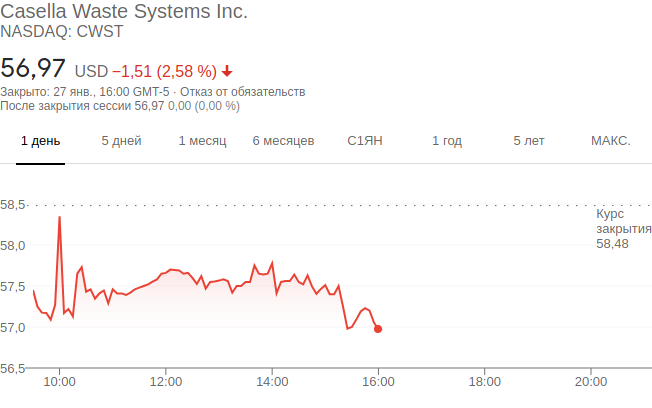 Casella Waste Systems Inc.
NASDAQ: CWST
56,97 USD −1,51 (2,58 %)
Закрыто: 27 янв., 16:00 GMT-5 · Отказ от обязательств
После закрытия сессии 56,97 0,00 (0,00 %)
1 день 5 дней 1 месяц 6 месяцев С1ЯН 1 год 5 лет МАКС.
58,5
Курс
закрытия
58,48
58,0
57,5
57,0
56,5
10:00 12:00 14:00 16:00 18:00 20:00